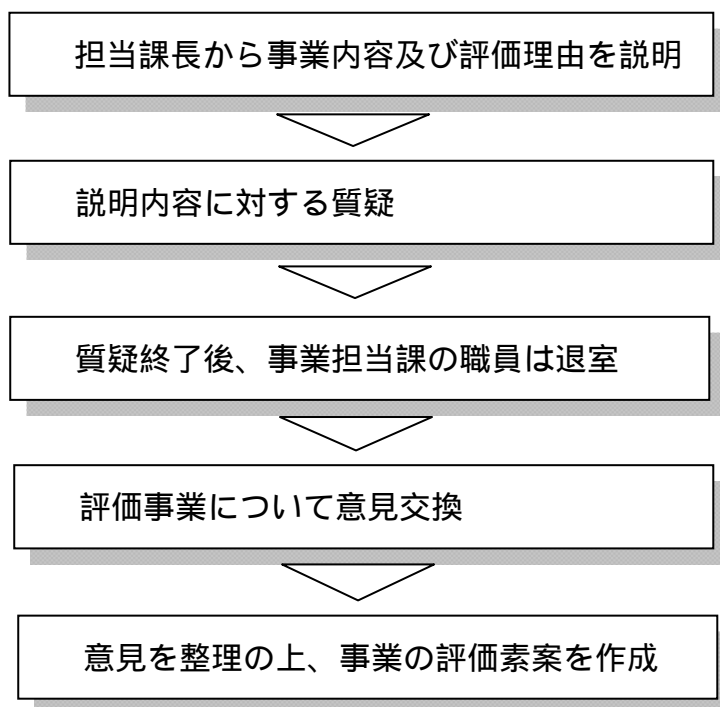 担当課長から事業内容及び評価理由を説明
説明内容に対する質疑
質疑終了後、事業担当課の職員は退室
評価事業について意見交換
意見を整理の上、事業の評価素案を作成